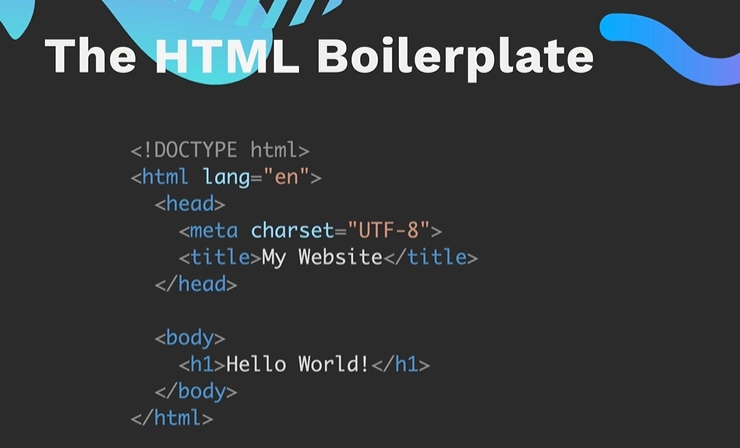 The HTML Boilerplate
<!DOCTYPE html>
<html lang="en">
<head>
<meta charset="UTF-8">
<title>My Website</title>
</head>
<body>
<h1>Hello World!</h1>
</body>
</html>